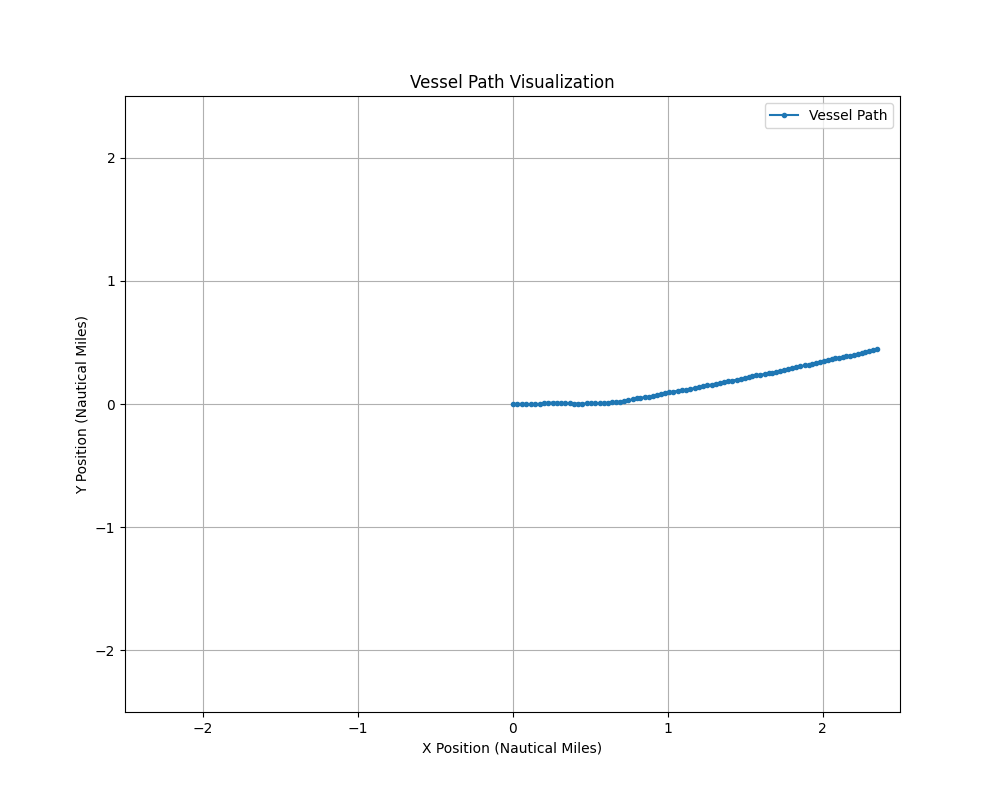 Vessel Path Visualization
Vessel Path
Y Position (Nautical Miles)
2
1
0
−1
−2
−2
−1
0
1
2
X Position (Nautical Miles)